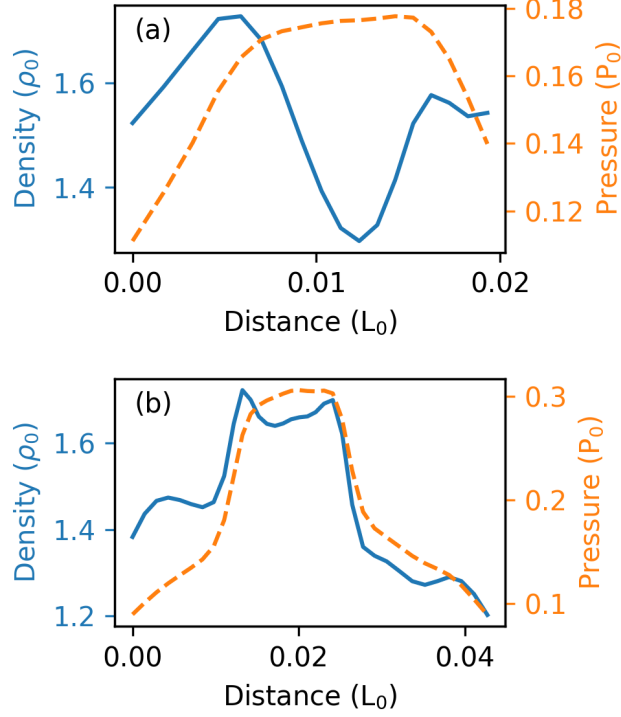 (a)
Density (ρ₀)
1.6
1.4
0.18
0.16
0.14
0.12
Pressure (P₀)
0.00 0.01 0.02
Distance (L₀)
(b)
Density (ρ₀)
1.6
1.4
1.2
0.3
0.2
0.1
Pressure (P₀)
0.00 0.02 0.04
Distance (L₀)